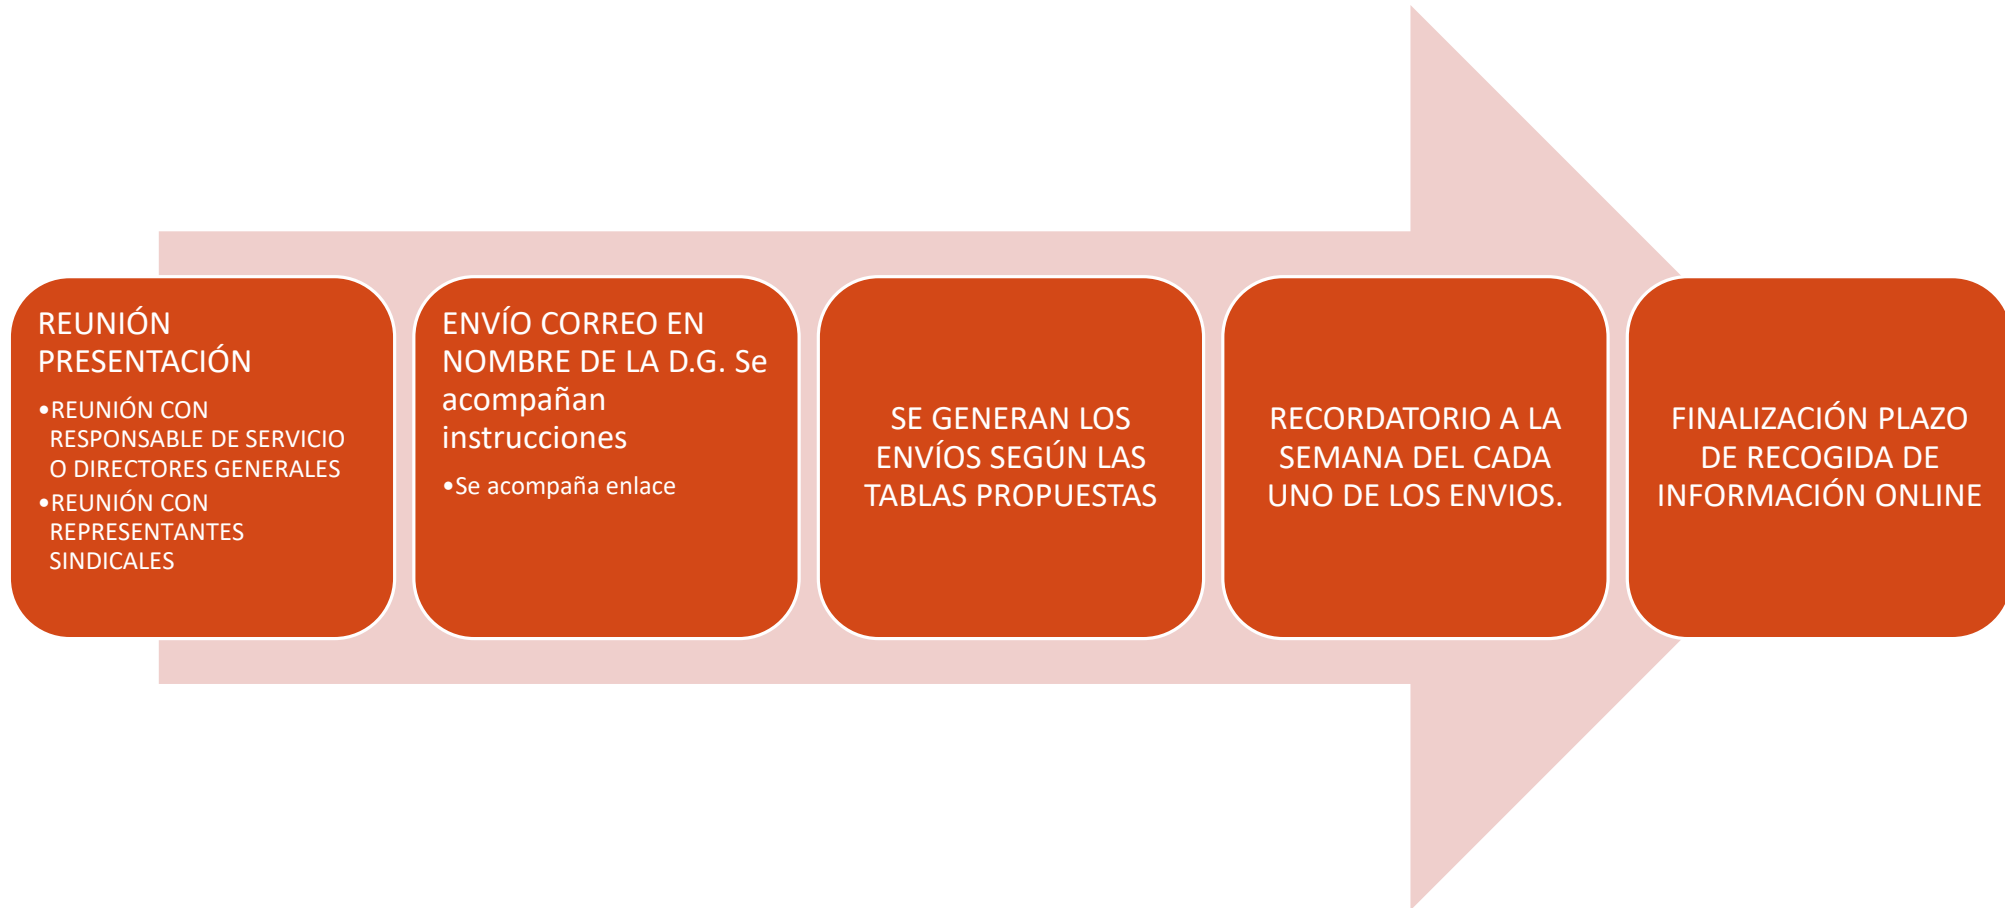 REUNIÓN
PRESENTACIÓN
•REUNIÓN CON
RESPONSABLE DE SERVICIO
O DIRECTORES GENERALES
•REUNIÓN CON
REPRESENTANTES
SINDICALES
ENVÍO CORREO EN
NOMBRE DE LA D.G. Se
acompañan
instrucciones
•Se acompaña enlace
SE GENERAN LOS
ENVÍOS SEGÚN LAS
TABLAS PROPUESTAS
RECORDATORIO A LA
SEMANA DEL CADA
UNO DE LOS ENVIOS.
FINALIZACIÓN PLAZO
DE RECOGIDA DE
INFORMACIÓN ONLINE